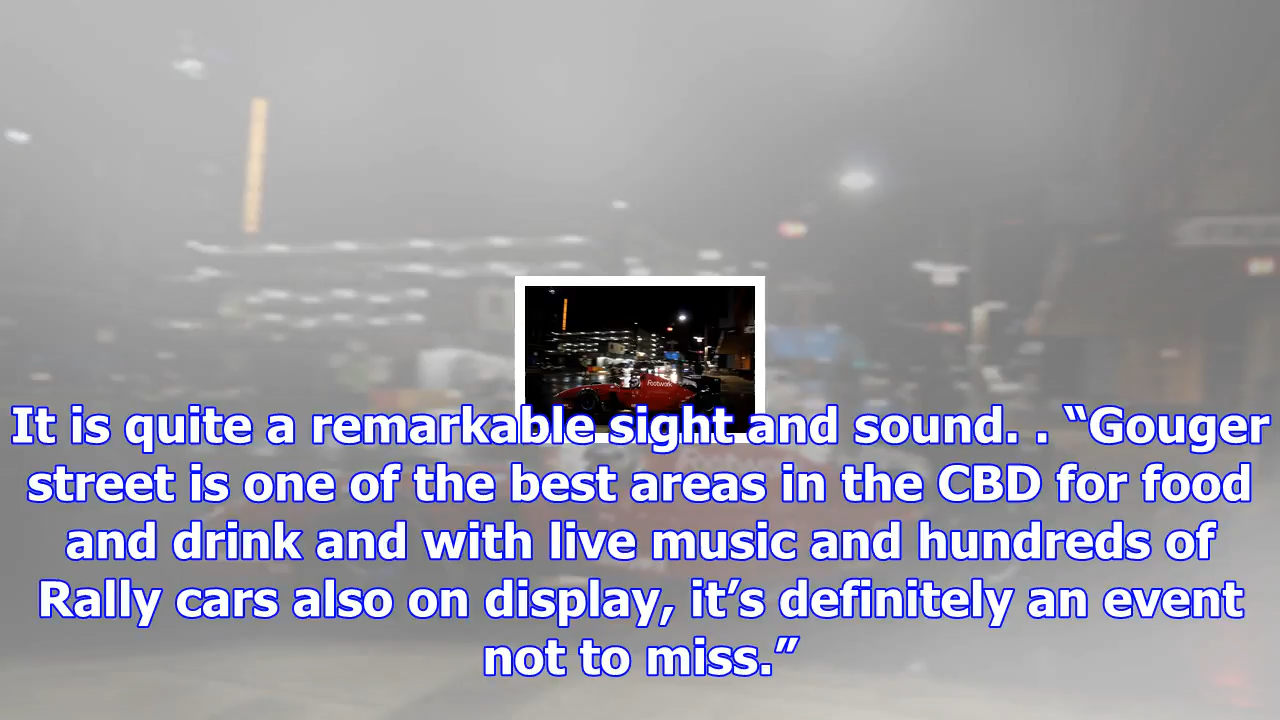 Footwork
It is quite a remarkable sight and sound. . “Gouger
street is one of the best areas in the CBD for food
and drink and with live music and hundreds of
Rally cars also on display, it’s definitely an event
not to miss.”